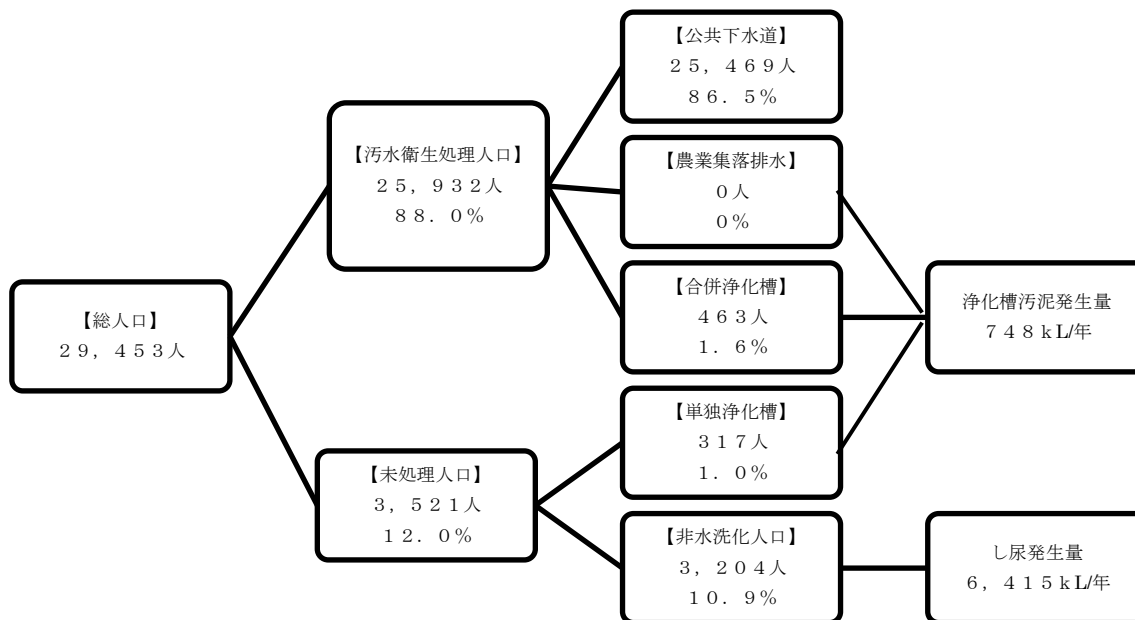 【公共下水道】
２５，４６９人
８６．５％
【汚水衛生処理人口】
２５，９３２人
８８．０％
【農業集落排水】
０人
０％
【総人口】
２９，４５３人
【合併浄化槽】
４６３人
１．６％
浄化槽汚泥発生量
７４８ｋL/年
【未処理人口】
３，５２１人
１２．０％
【単独浄化槽】
３１７人
１．０％
【非水洗化人口】
３，２０４人
１０．９％
し尿発生量
６，４１５ｋL/年